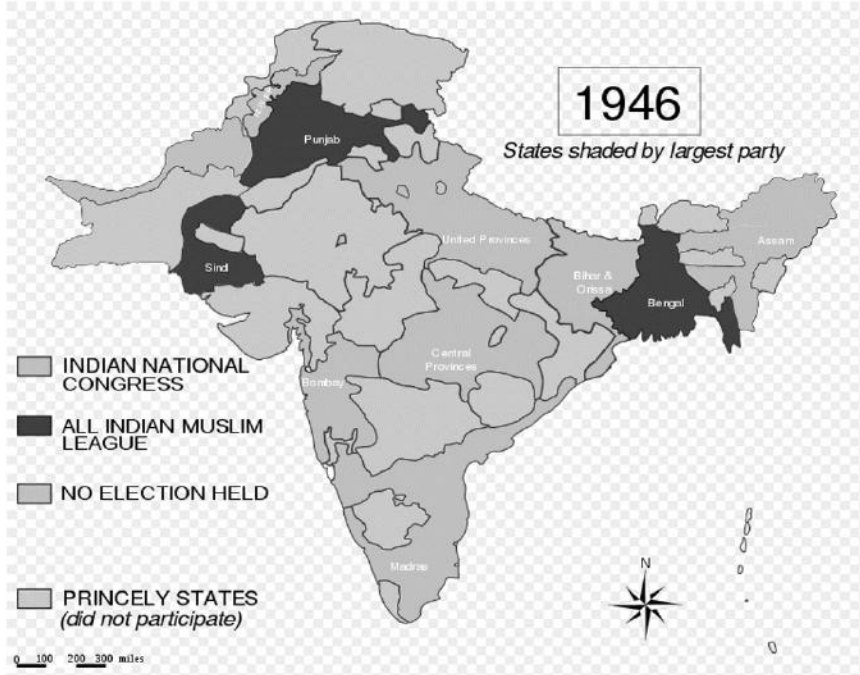 1946
States shaded by largest party
Punjab
United Provinces
Assam
Sind
Bihar &
Orissa
Bengal
Central
Provinces
Bombay
Madras
INDIAN NATIONAL
CONGRESS
ALL INDIAN MUSLIM
LEAGUE
NO ELECTION HELD
PRINCELY STATES
(did not participate)
N
0 100 200 300 miles